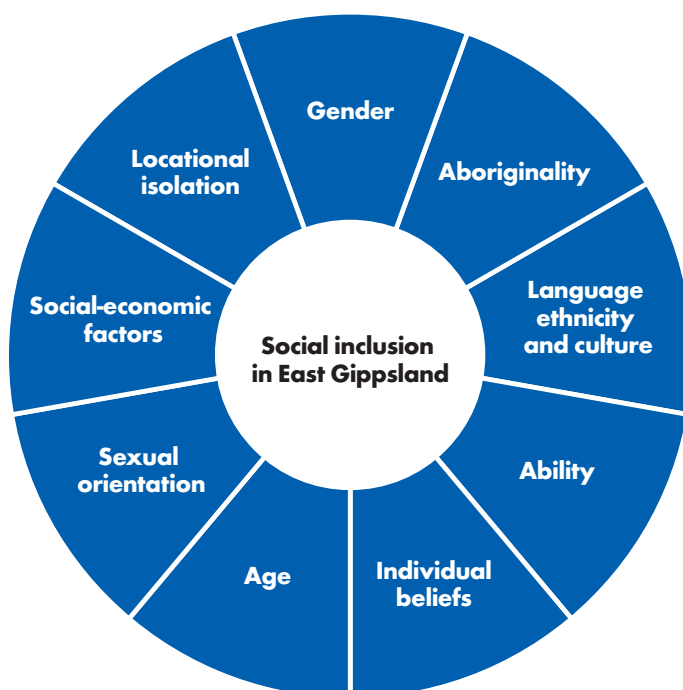 Gender
Aboriginality
Language
ethnicity
and culture
Ability
Individual
beliefs
Age
Sexual
orientation
Social-economic
factors
Locational
isolation
Social inclusion
in East Gippsland